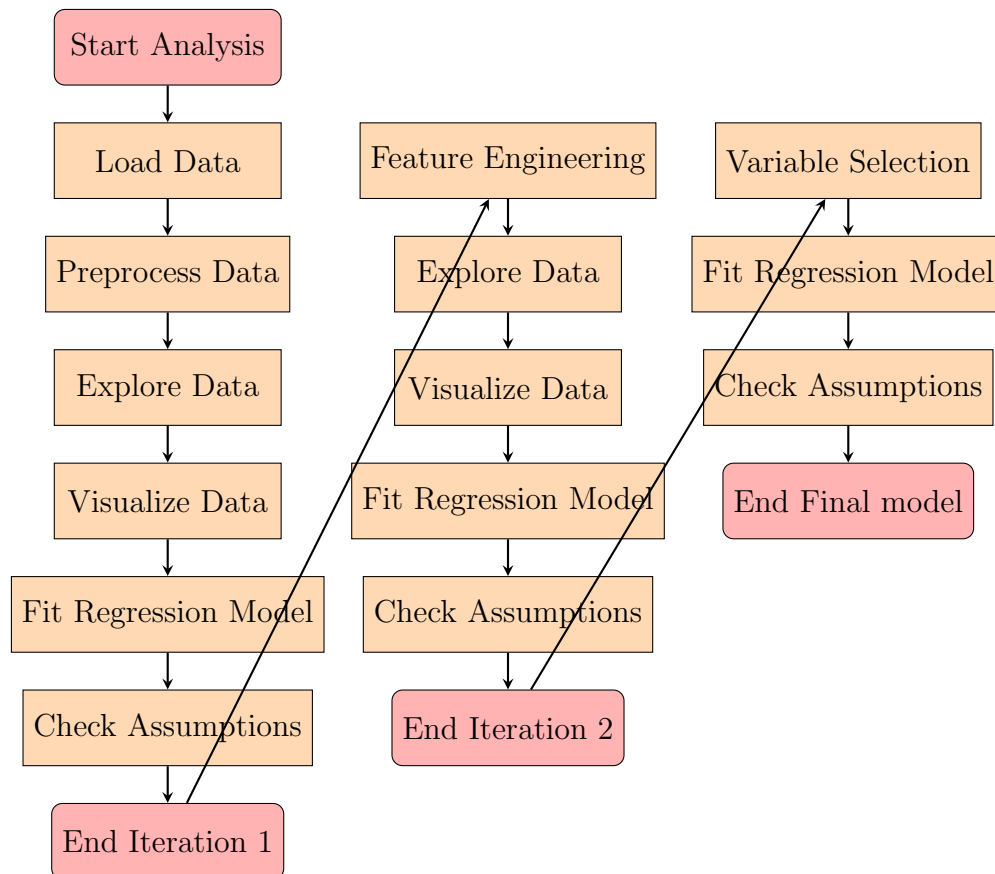 Start Analysis
Load Data
Preprocess Data
Explore Data
Visualize Data
Fit Regression Model
Check Assumptions
End Iteration 1
Feature Engineering
Explore Data
Visualize Data
Fit Regression Model
Check Assumptions
End Iteration 2
Variable Selection
Fit Regression Model
Check Assumptions
End Final model